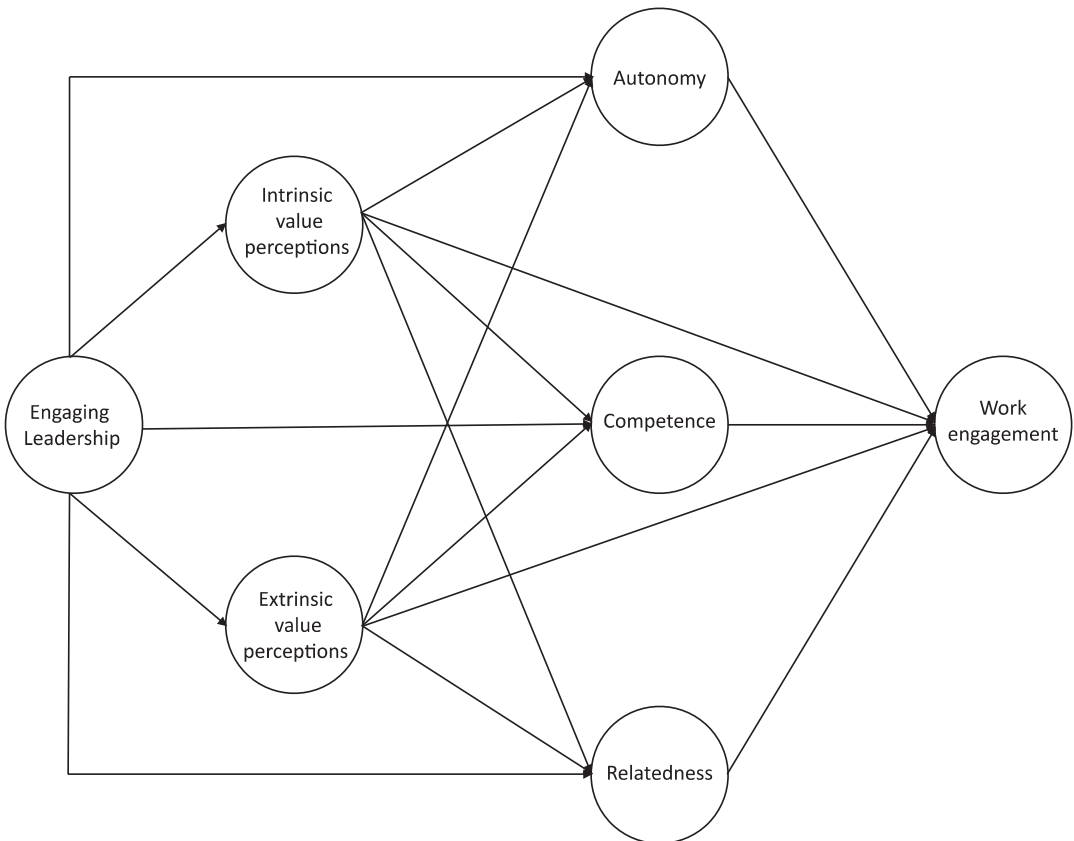 Autonomy
Intrinsic
value
perceptions
Engaging
Leadership
Competence
Work
engagement
Extrinsic
value
perceptions
Relatedness